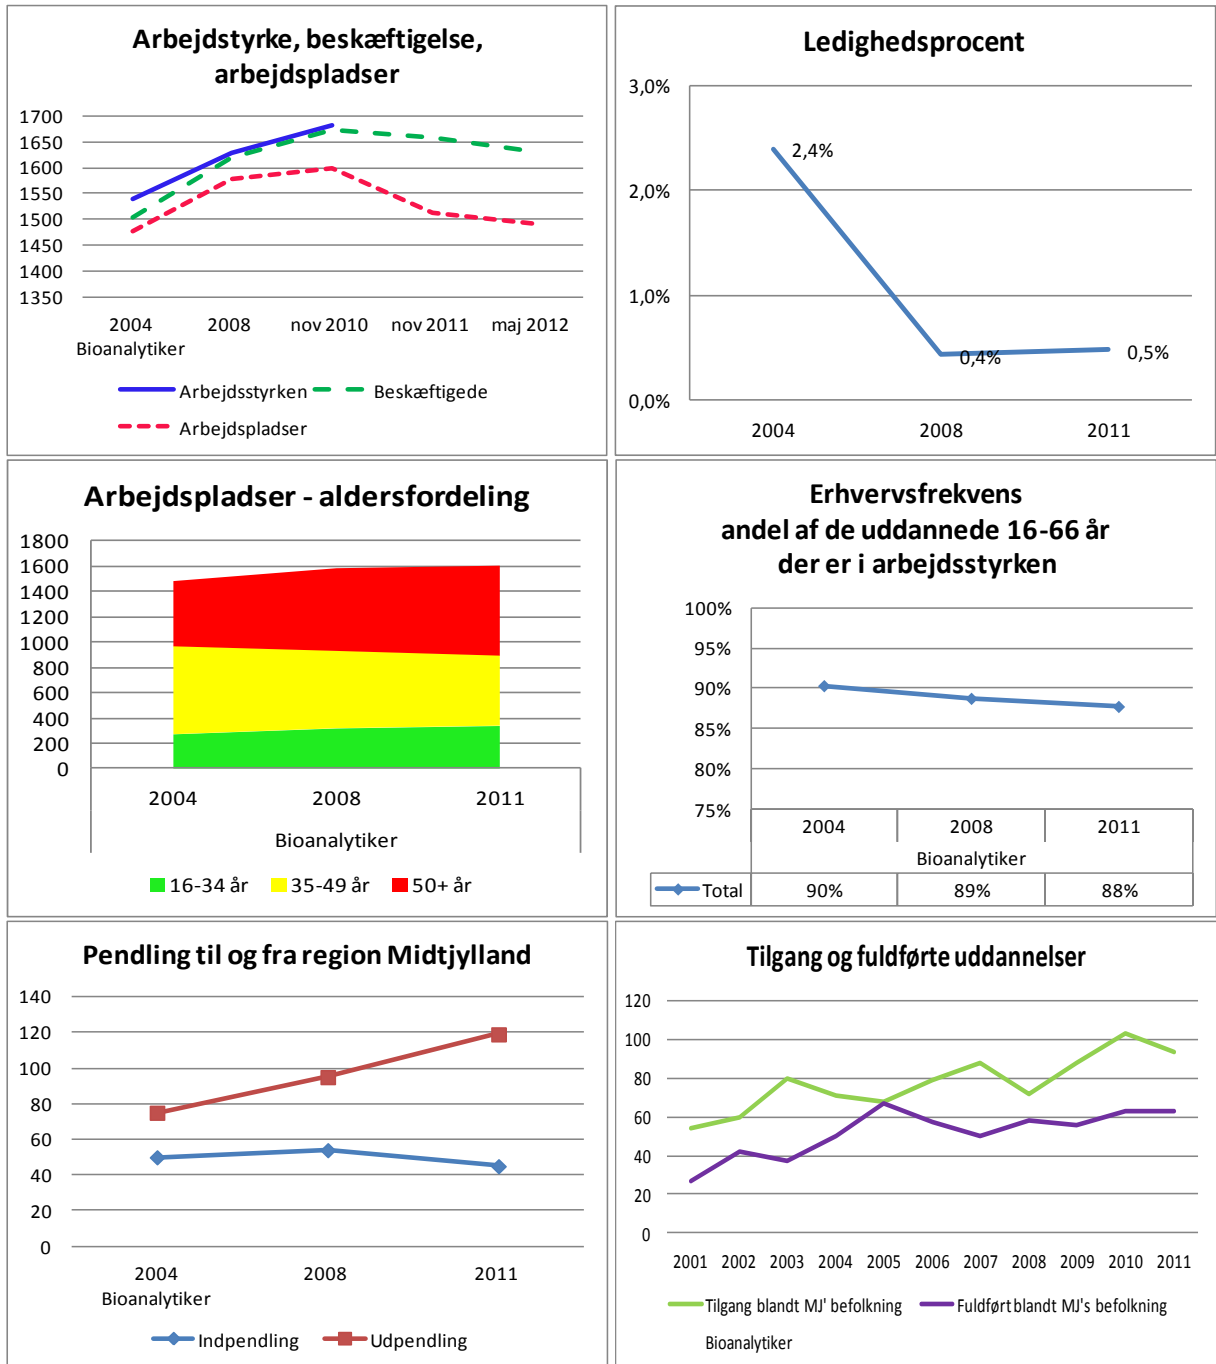 Arbejdstyrke, beskæftigelse,
arbejdspladser
1700
1650
1600
1550
1500
1450
1400
1350
2004
2008
nov 2010
nov 2011
maj 2012
Bioanalytiker
Arbejdsstyrken
Beskæftigede
Arbejdspladser
Ledighedsprocent
3,0%
2,0%
1,0%
0,0%
2,4%
0,4%
0,5%
2004
2008
2011
Arbejdspladser - aldersfordeling
1800
1600
1400
1200
1000
800
600
400
200
0
2004
2008
2011
Bioanalytiker
16-34 år
35-49 år
50+ år
Erhvervsfrekvens
andel af de uddannede 16-66 år
der er i arbejdsstyrken
100%
95%
90%
85%
80%
75%
2004
2008
2011
Bioanalytiker
Total
90%
89%
88%
Pendling til og fra region Midtjylland
140
120
100
80
60
40
20
0
2004
2008
2011
Bioanalytiker
Indpendling
Udpendling
Tilgang og fuldførte uddannelser
120
100
80
60
40
20
0
2001 2002 2003 2004 2005 2006 2007 2008 2009 2010 2011
Tilgang blandt MJ' befolkning
Fuldført blandt MJ's befolkning
Bioanalytiker